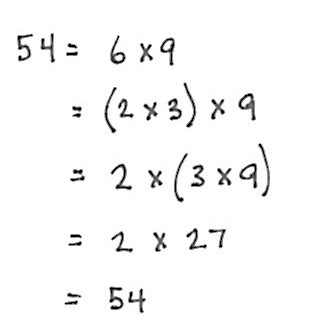 54 = 6 × 9
= (2 × 3) × 9
= 2 × (3 × 9)
= 2 × 27
= 54